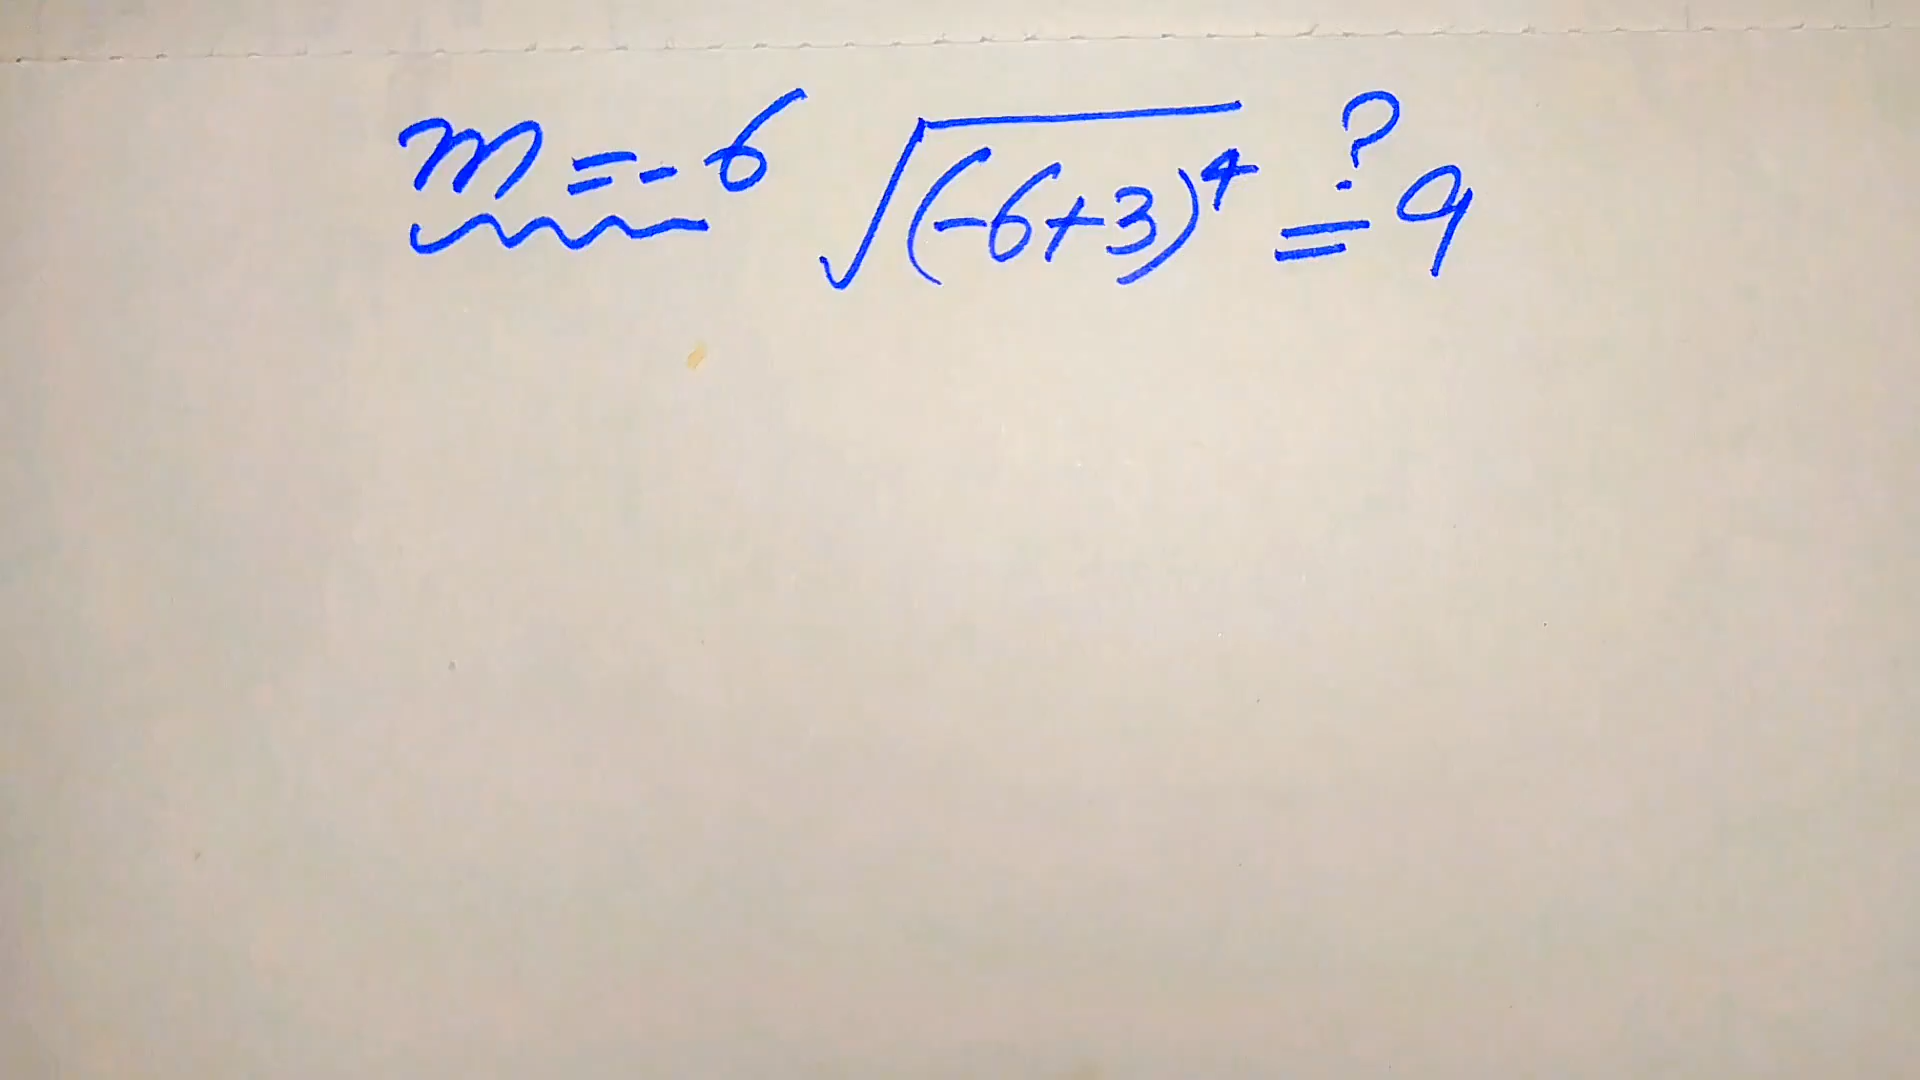 m = -6 √(-6+3)⁴ ≟ 9